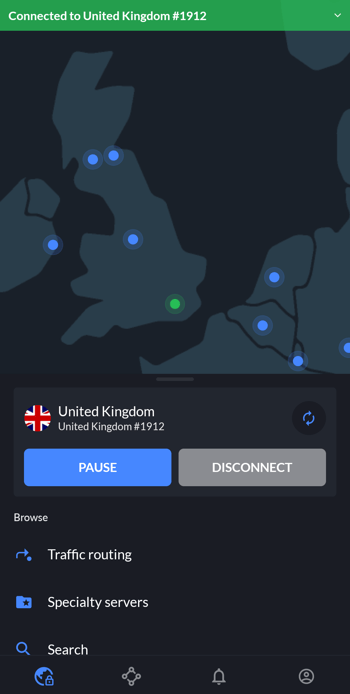 Connected to United Kingdom #1912
United Kingdom
United Kingdom #1912
PAUSE
DISCONNECT
Browse
Traffic routing
Specialty servers
Search